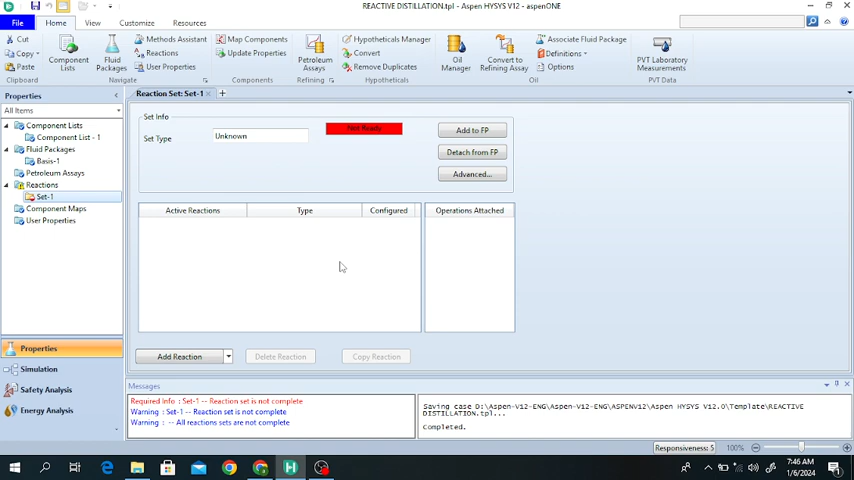 REACTIVE DISTILLATION.tpl - Aspen HYSYS V12 - aspenONE
File Home View Customize Resources
Cut
Copy
Paste
Clipboard
Component Lists
Fluid Packages
Methods Assistant
Reactions
User Properties
Navigate
Map Components
Update Properties
Components
Petroleum Assays
Refining
Hypotheticals Manager
Convert
Remove Duplicates
Hypotheticals
Oil Manager
Convert to Refining Assay
Associate Fluid Package
Definitions
Options
Oil
PVT Laboratory Measurements
PVT Data
Properties
All Items
Component Lists
Component List - 1
Fluid Packages
Basis-1
Petroleum Assays
Reactions
Set-1
Component Maps
User Properties
Properties
Simulation
Safety Analysis
Energy Analysis
Reaction Set: Set-1
Set Info
Set Type Unknown
Not Ready
Add to FP
Detach from FP
Advanced...
Active Reactions Type Configured Operations Attached
Add Reaction Delete Reaction Copy Reaction
Messages
Required Info : Set-1 -- Reaction set is not complete
Warning : Set-1 -- Reaction set is not complete
Warning : -- All reactions sets are not complete
Saving case D:\Aspen-V12-ENG\Aspen-V12-ENG\ASPENV12\Aspen HYSYS V12.0\Template\REACTIVE
DISTILLATION.tpl...
Completed.
Responsiveness: 5 100%
7:46 AM
1/6/2024